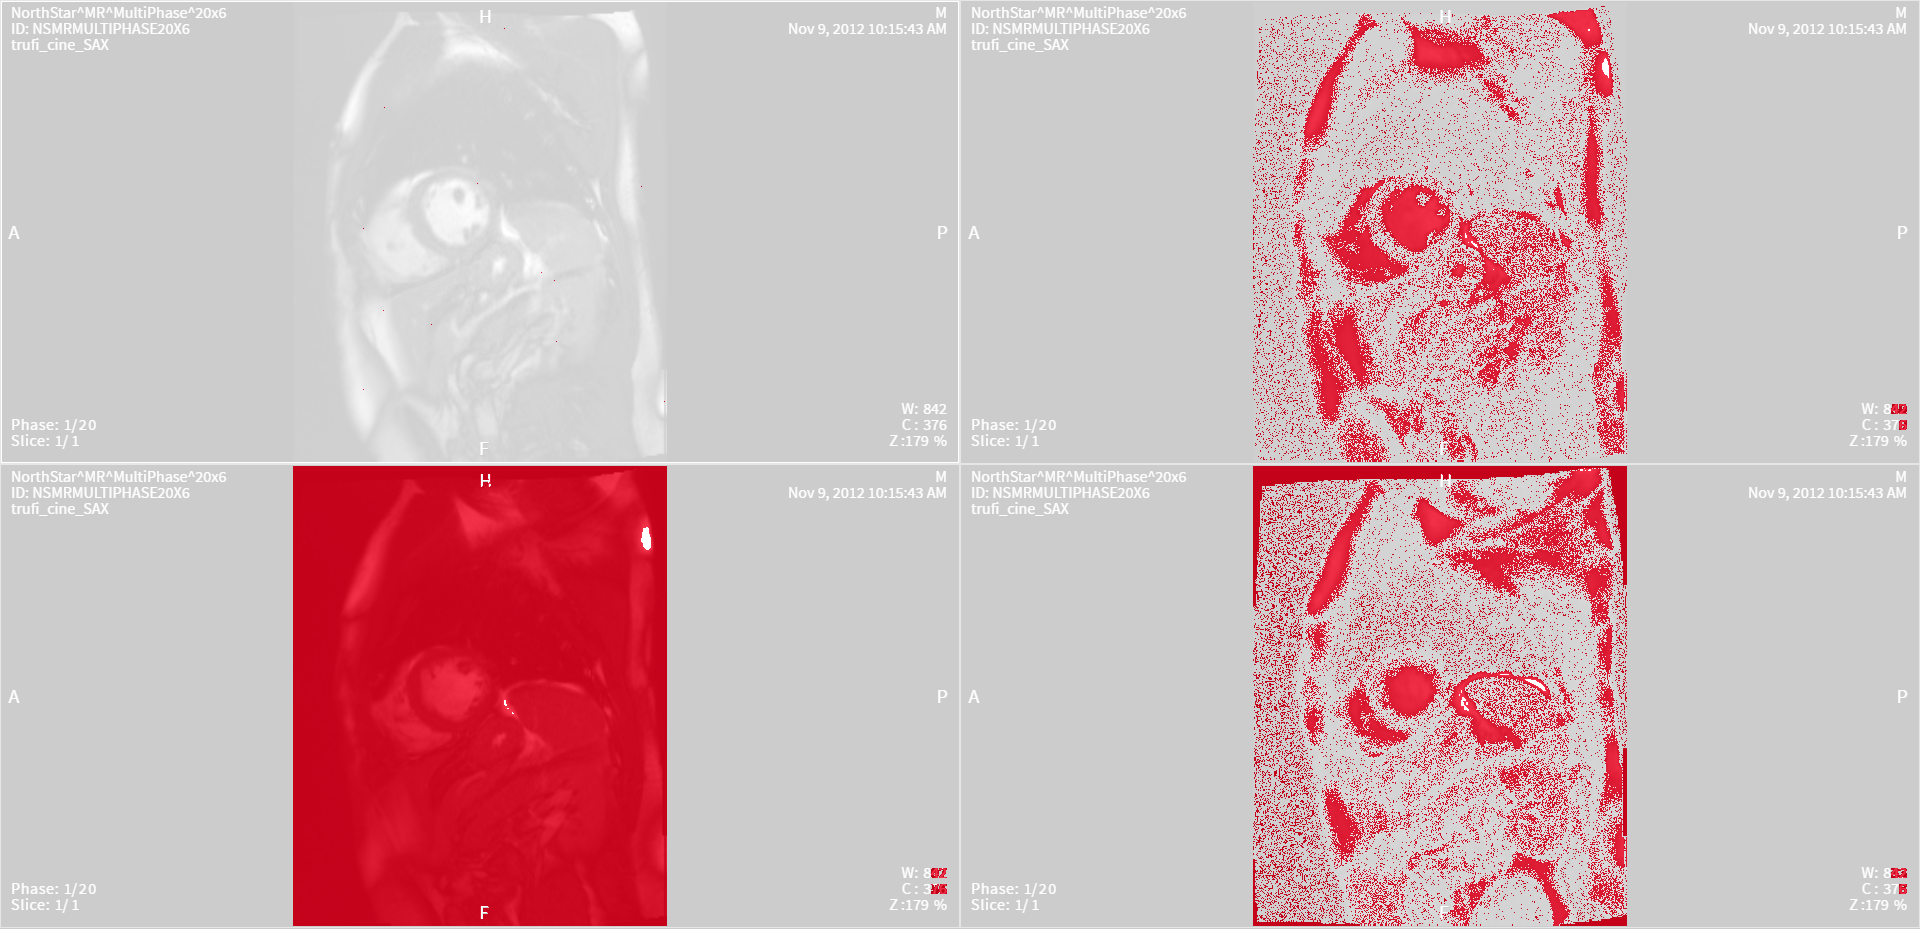 NorthStar^MR^MultiPhase^20x6
ID: NSMRMULTIPHASE20X6
trufi_cine_SAX
H
M
Nov 9, 2012 10:15:43 AM
A
P
Phase: 1/20
Slice: 1/1
F
W: 842
C: 376
Z:179 %
NorthStar^MR^MultiPhase^20x6
ID: NSMRMULTIPHASE20X6
trufi_cine_SAX
H
M
Nov 9, 2012 10:15:43 AM
A
P
Phase: 1/20
Slice: 1/1
W:
C:
Z:179 %
NorthStar^MR^MultiPhase^20x6
ID: NSMRMULTIPHASE20X6
trufi_cine_SAX
H
M
Nov 9, 2012 10:15:43 AM
A
P
Phase: 1/20
Slice: 1/1
F
W:
C:
Z:179 %
NorthStar^MR^MultiPhase^20x6
ID: NSMRMULTIPHASE20X6
trufi_cine_SAX
H
M
Nov 9, 2012 10:15:43 AM
A
P
Phase: 1/20
Slice: 1/1
W:
C:
Z:179 %